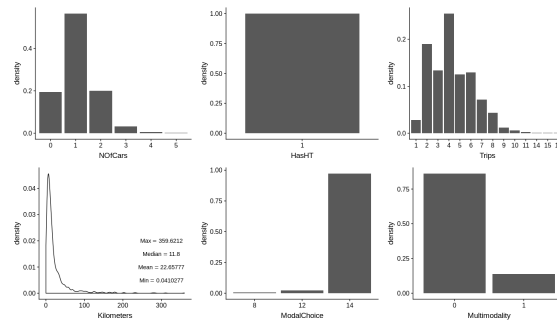 density
0.4
0.2
0.0
0 1 2 3 4 5
NOfCars
density
1.00
0.75
0.50
0.25
0.00
1
HasHT
density
0.2
0.1
0.0
1 2 3 4 5 6 7 8 9 10 11 12 13 14 15
Trips
density
0.04
0.03
0.02
0.01
0.00
0 100 200 300
Kilometers
Max = 359.6212
Median = 11.8
Mean = 22.65777
Min = 0.0410277
density
1.00
0.75
0.50
0.25
0.00
8 12 14
ModalChoice
density
0.75
0.50
0.25
0.00
0 1
Multimodality